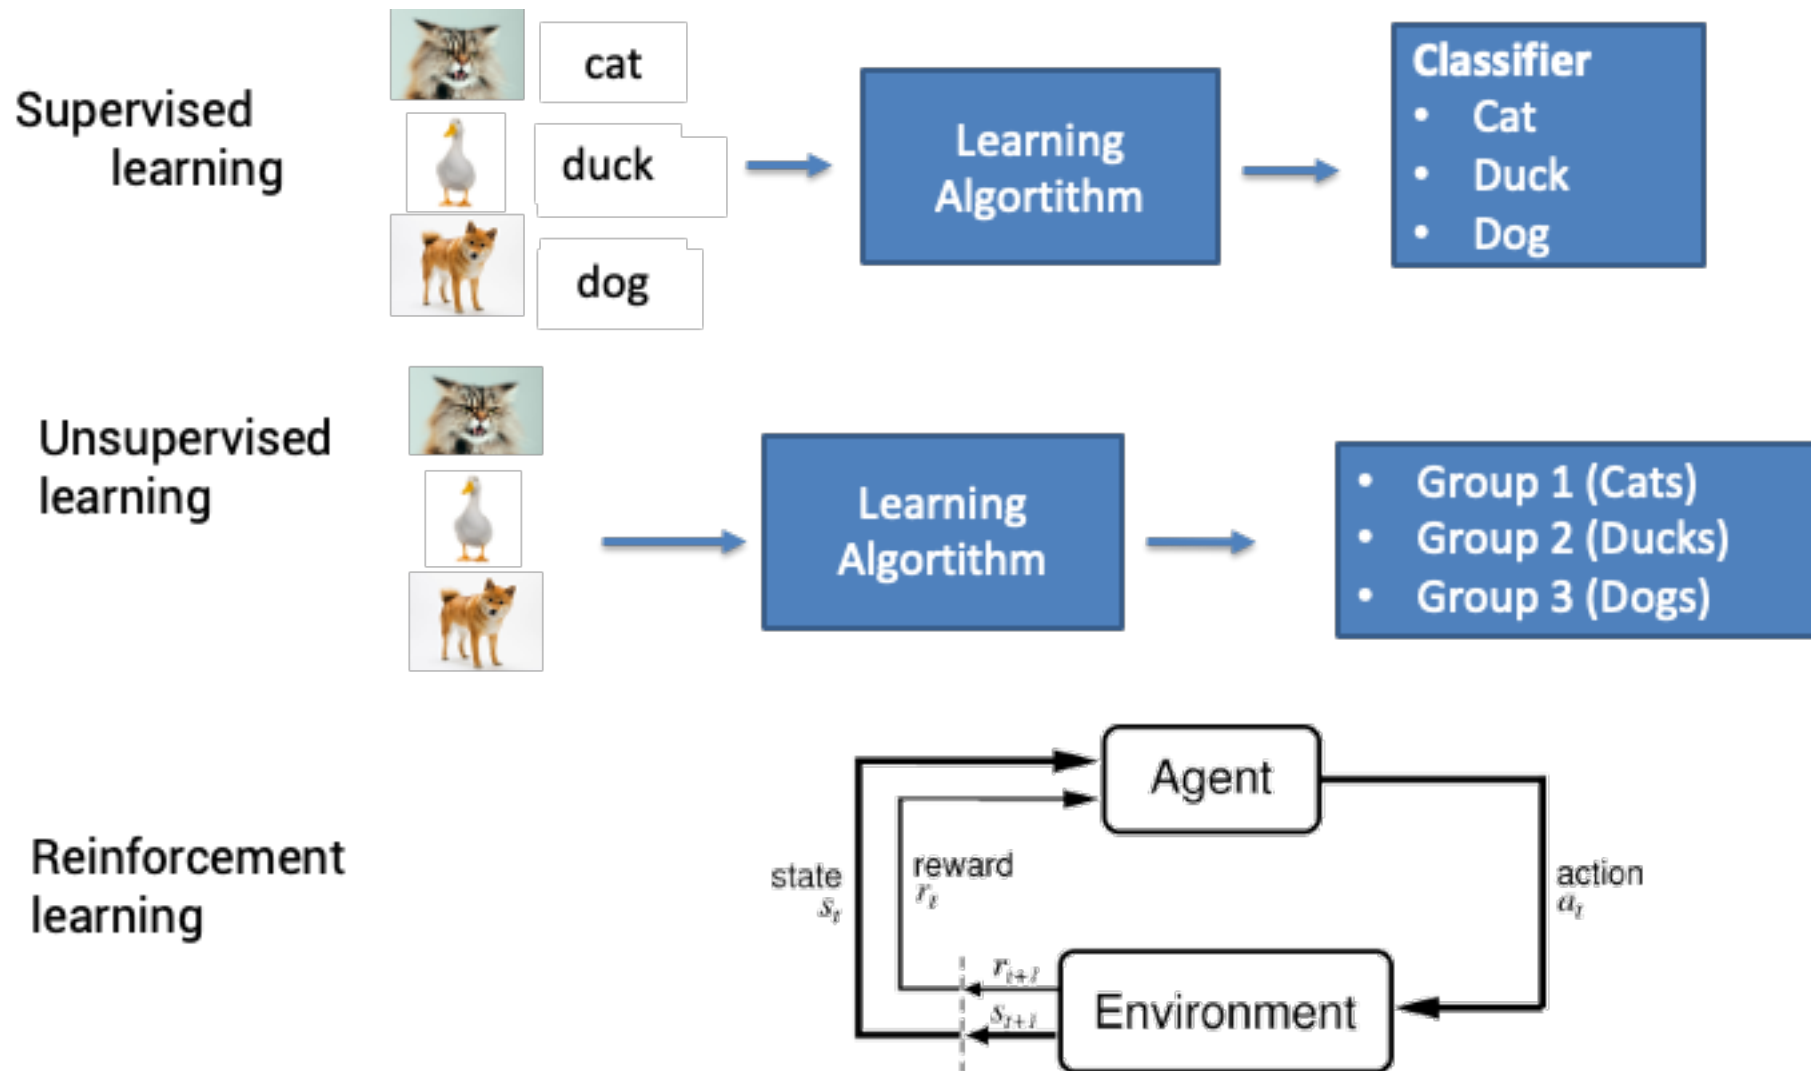 Supervised
learning
cat
duck
dog
Learning
Algortithm
Classifier
• Cat
• Duck
• Dog
Unsupervised
learning
Learning
Algortithm
• Group 1 (Cats)
• Group 2 (Ducks)
• Group 3 (Dogs)
Reinforcement
learning
Agent
state
s_t
reward
r_t
action
a_t
r_{t+1}
s_{t+1}
Environment